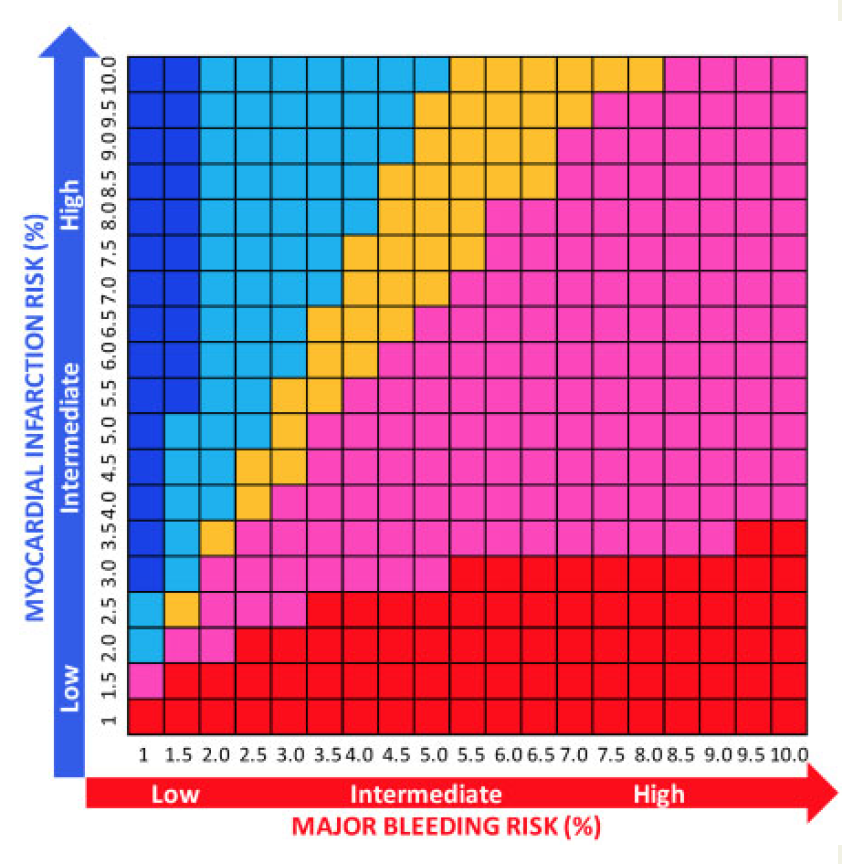 MYOCARDIAL INFARCTION RISK (%)
High
Intermediate
Low
10.0
9.5
9.0
8.5
8.0
7.5
7.0
6.5
6.0
5.5
5.0
4.5
4.0
3.5
3.0
2.5
2.0
1.5
1
1 1.5 2.0 2.5 3.0 3.5 4.0 4.5 5.0 5.5 6.0 6.5 7.0 7.5 8.0 8.5 9.0 9.5 10.0
Low Intermediate High
MAJOR BLEEDING RISK (%)